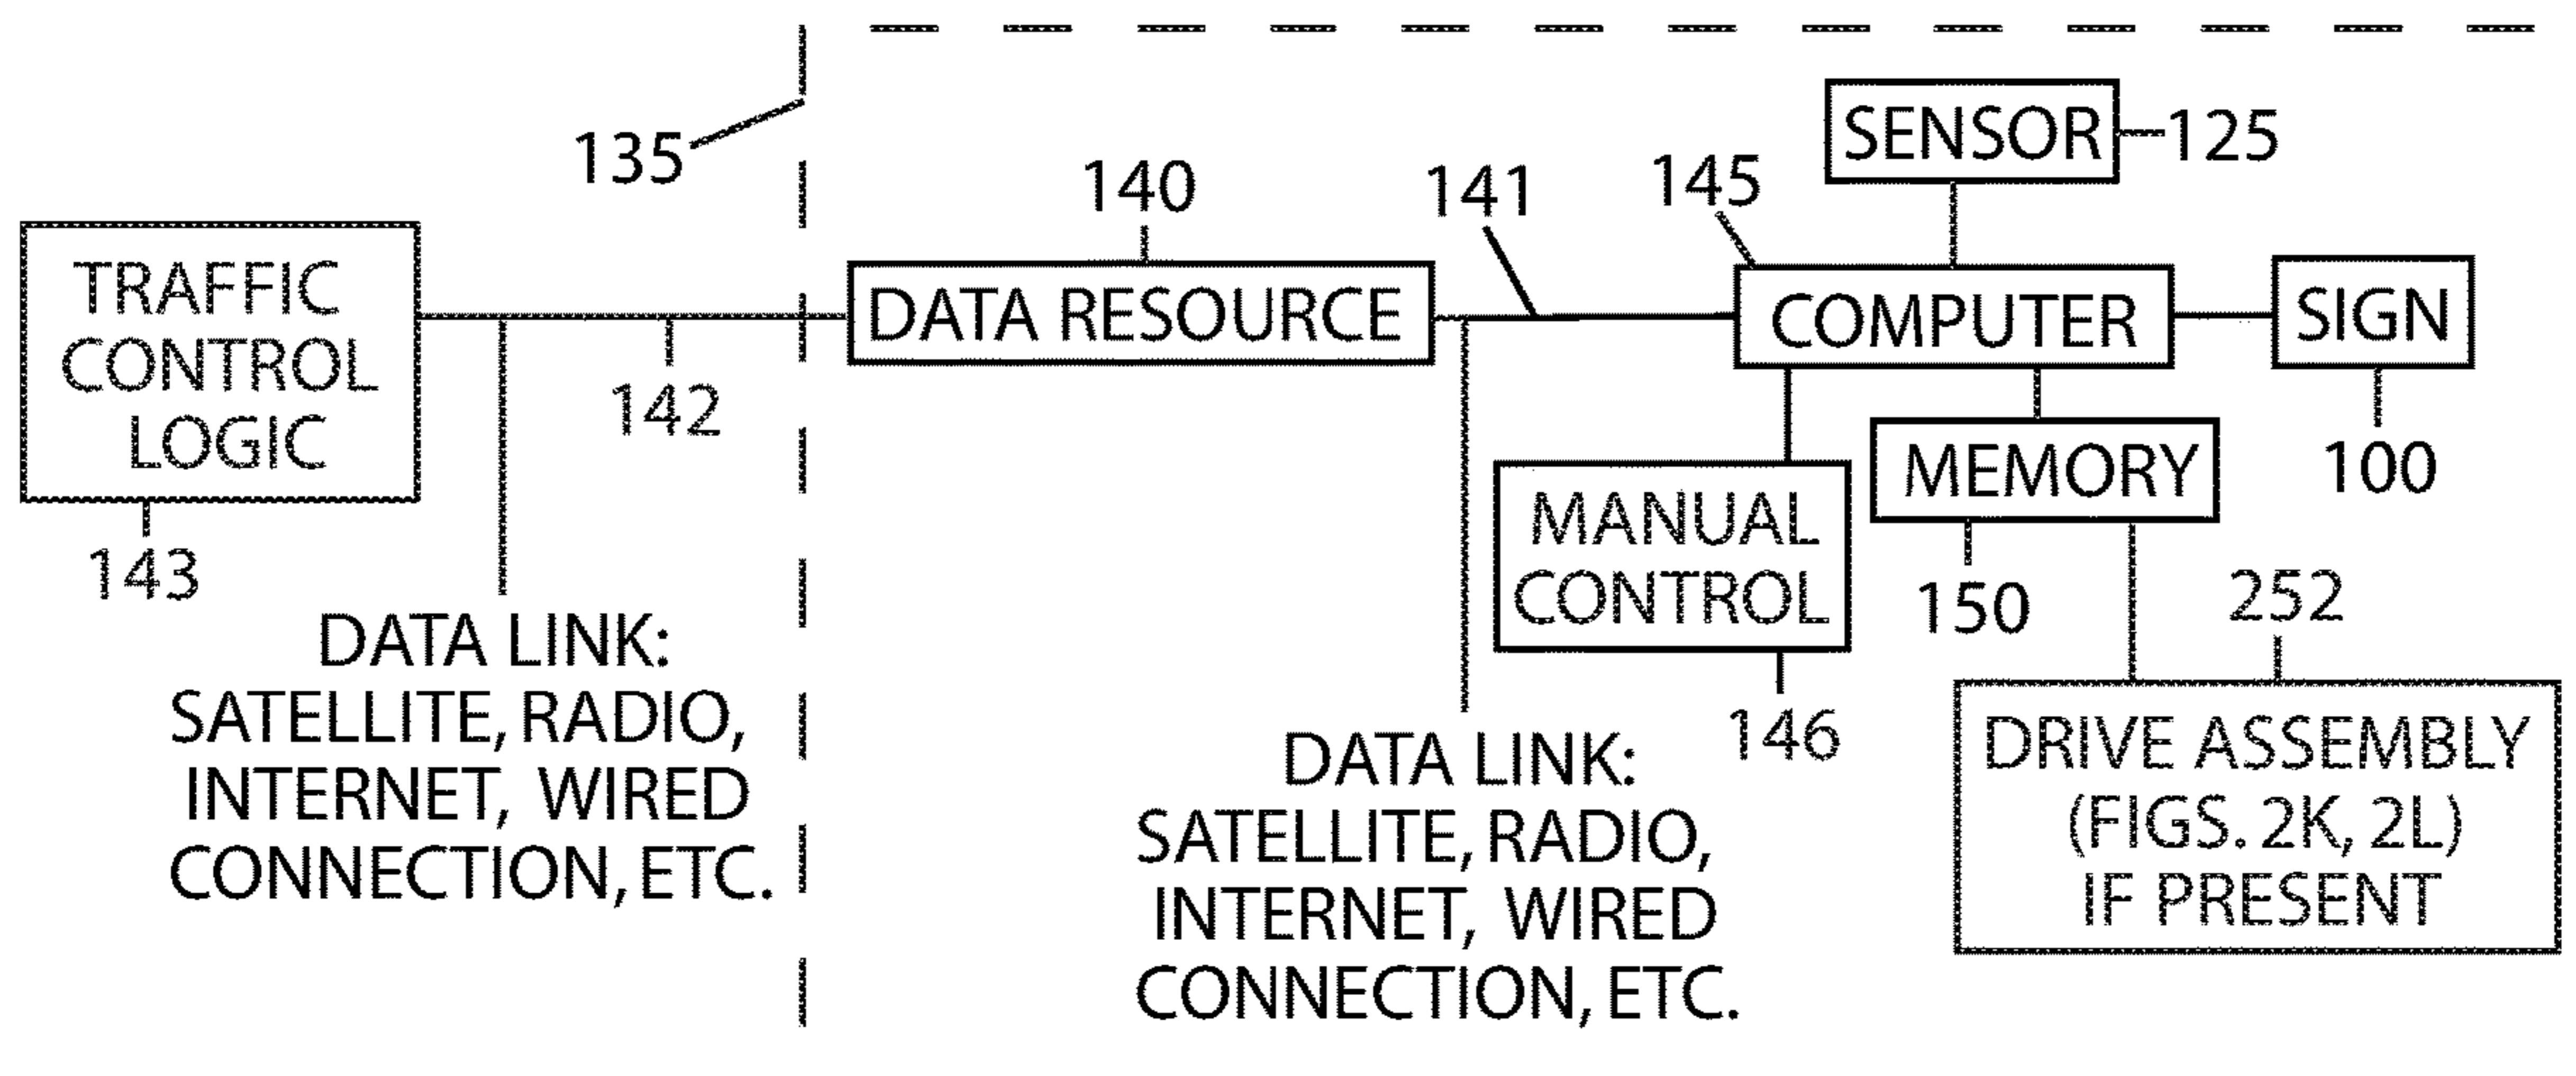 135
140
141
145
SENSOR
125
TRAFFIC
CONTROL
LOGIC
143
142
DATA RESOURCE
COMPUTER
SIGN
100
MANUAL
CONTROL
146
MEMORY
150
252
DATA LINK:
SATELLITE, RADIO,
INTERNET, WIRED
CONNECTION, ETC.
DATA LINK:
SATELLITE, RADIO,
INTERNET, WIRED
CONNECTION, ETC.
DRIVE ASSEMBLY
(FIGS. 2K, 2L)
IF PRESENT